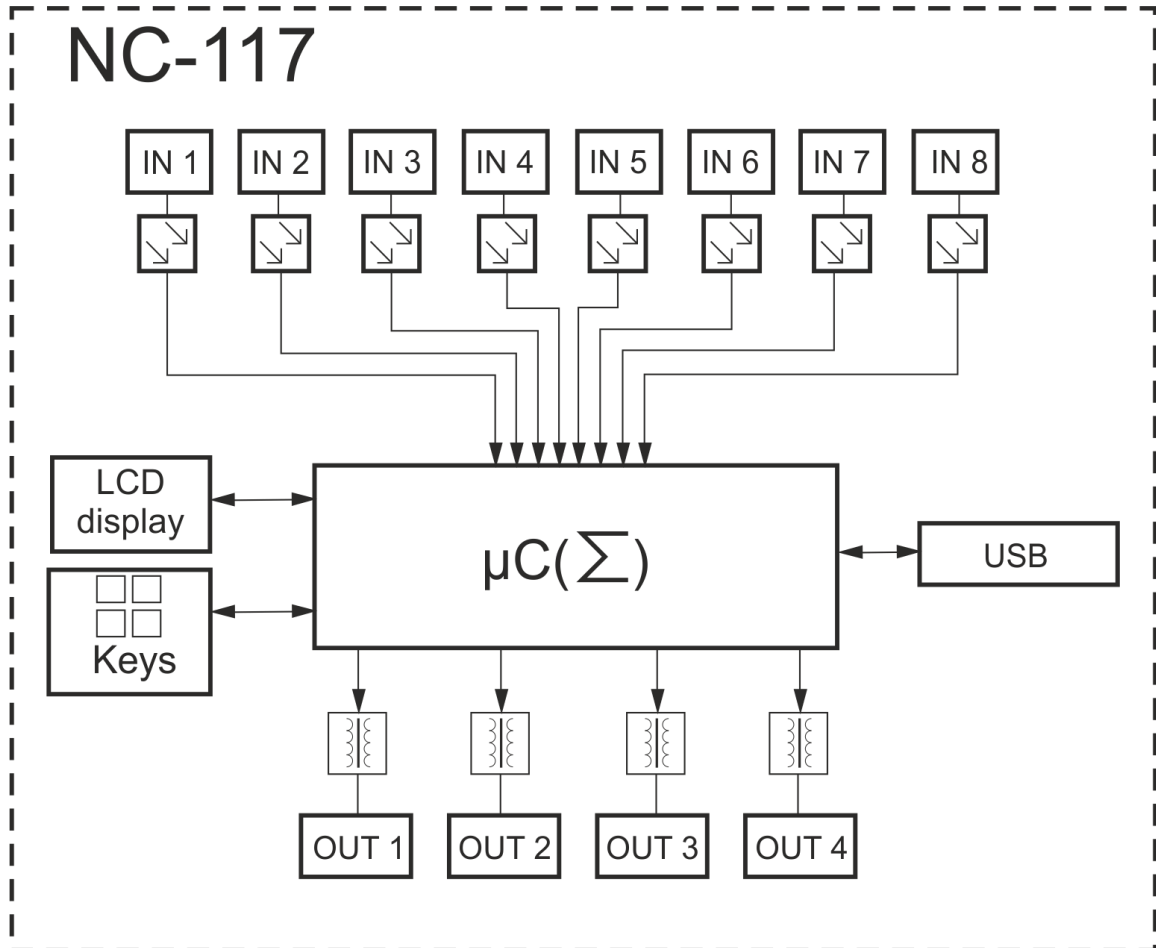 NC-117
IN 1 IN 2 IN 3 IN 4 IN 5 IN 6 IN 7 IN 8
LCD
display
Keys
µC(∑)
USB
OUT 1 OUT 2 OUT 3 OUT 4